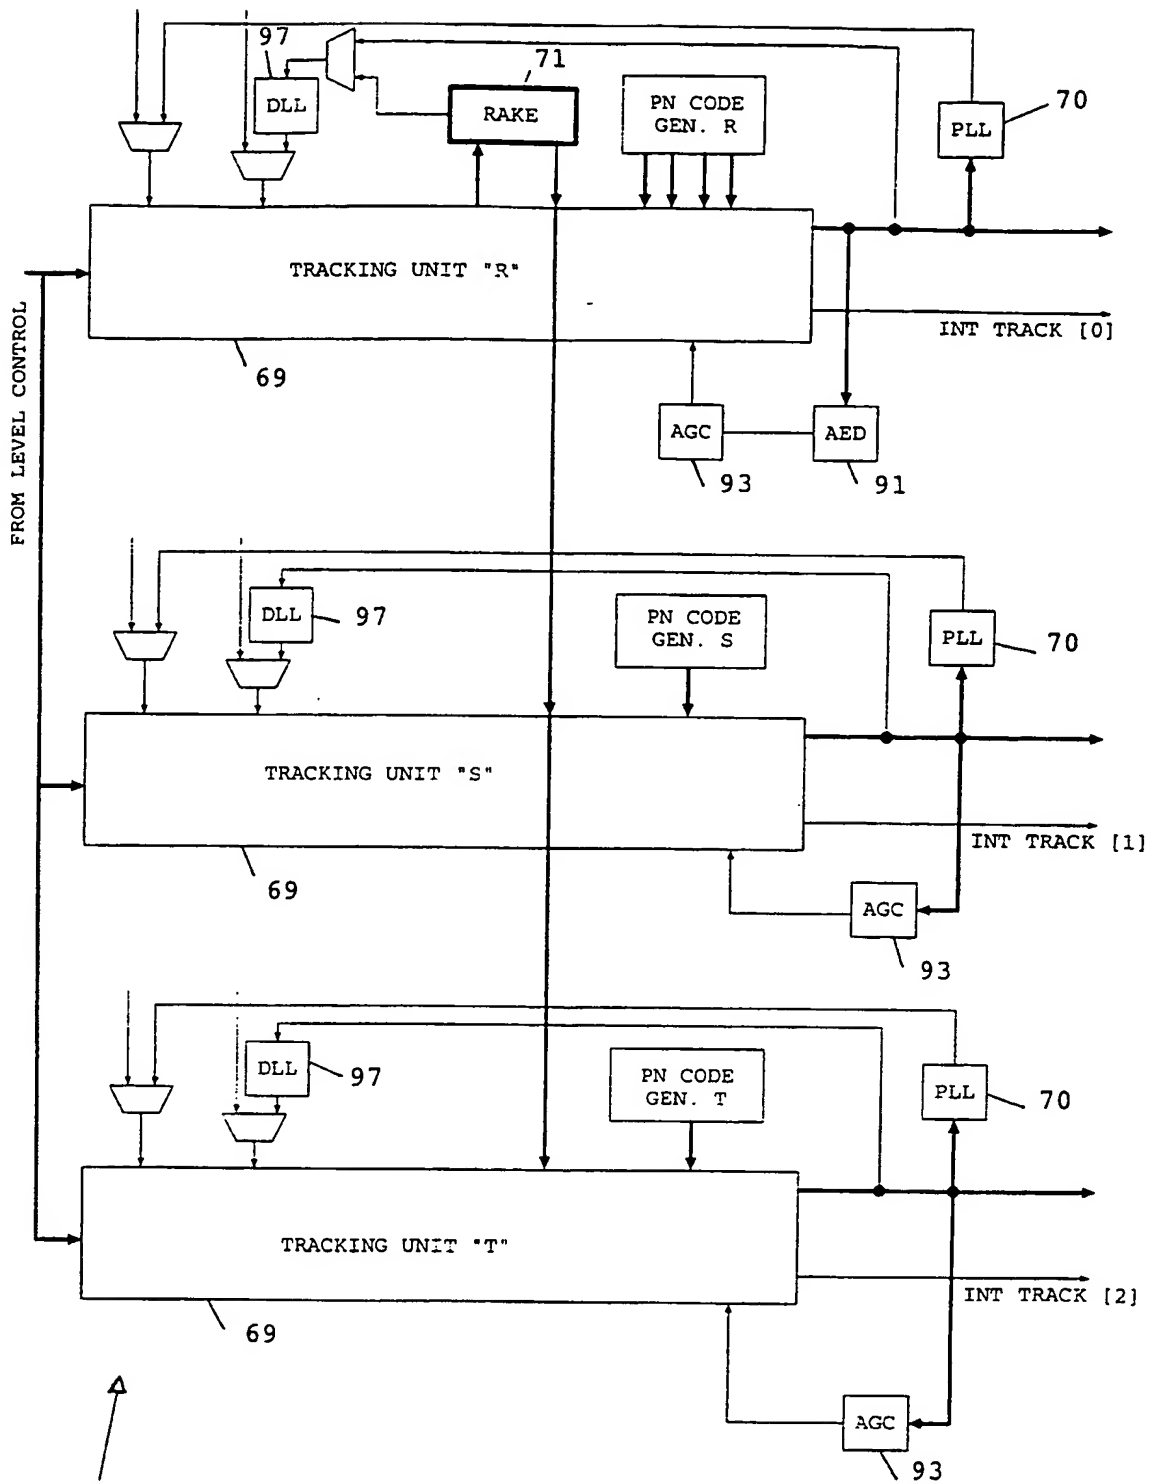 97
71
DLL
RAKE
PN CODE
GEN. R
PLL
70
TRACKING UNIT "R"
INT TRACK [0]
69
FROM LEVEL CONTROL
AGC
AED
93
91
DLL
97
PN CODE
GEN. S
PLL
70
TRACKING UNIT "S"
INT TRACK [1]
69
AGC
93
DLL
97
PN CODE
GEN. T
PLL
70
TRACKING UNIT "T"
INT TRACK [2]
69
AGC
93